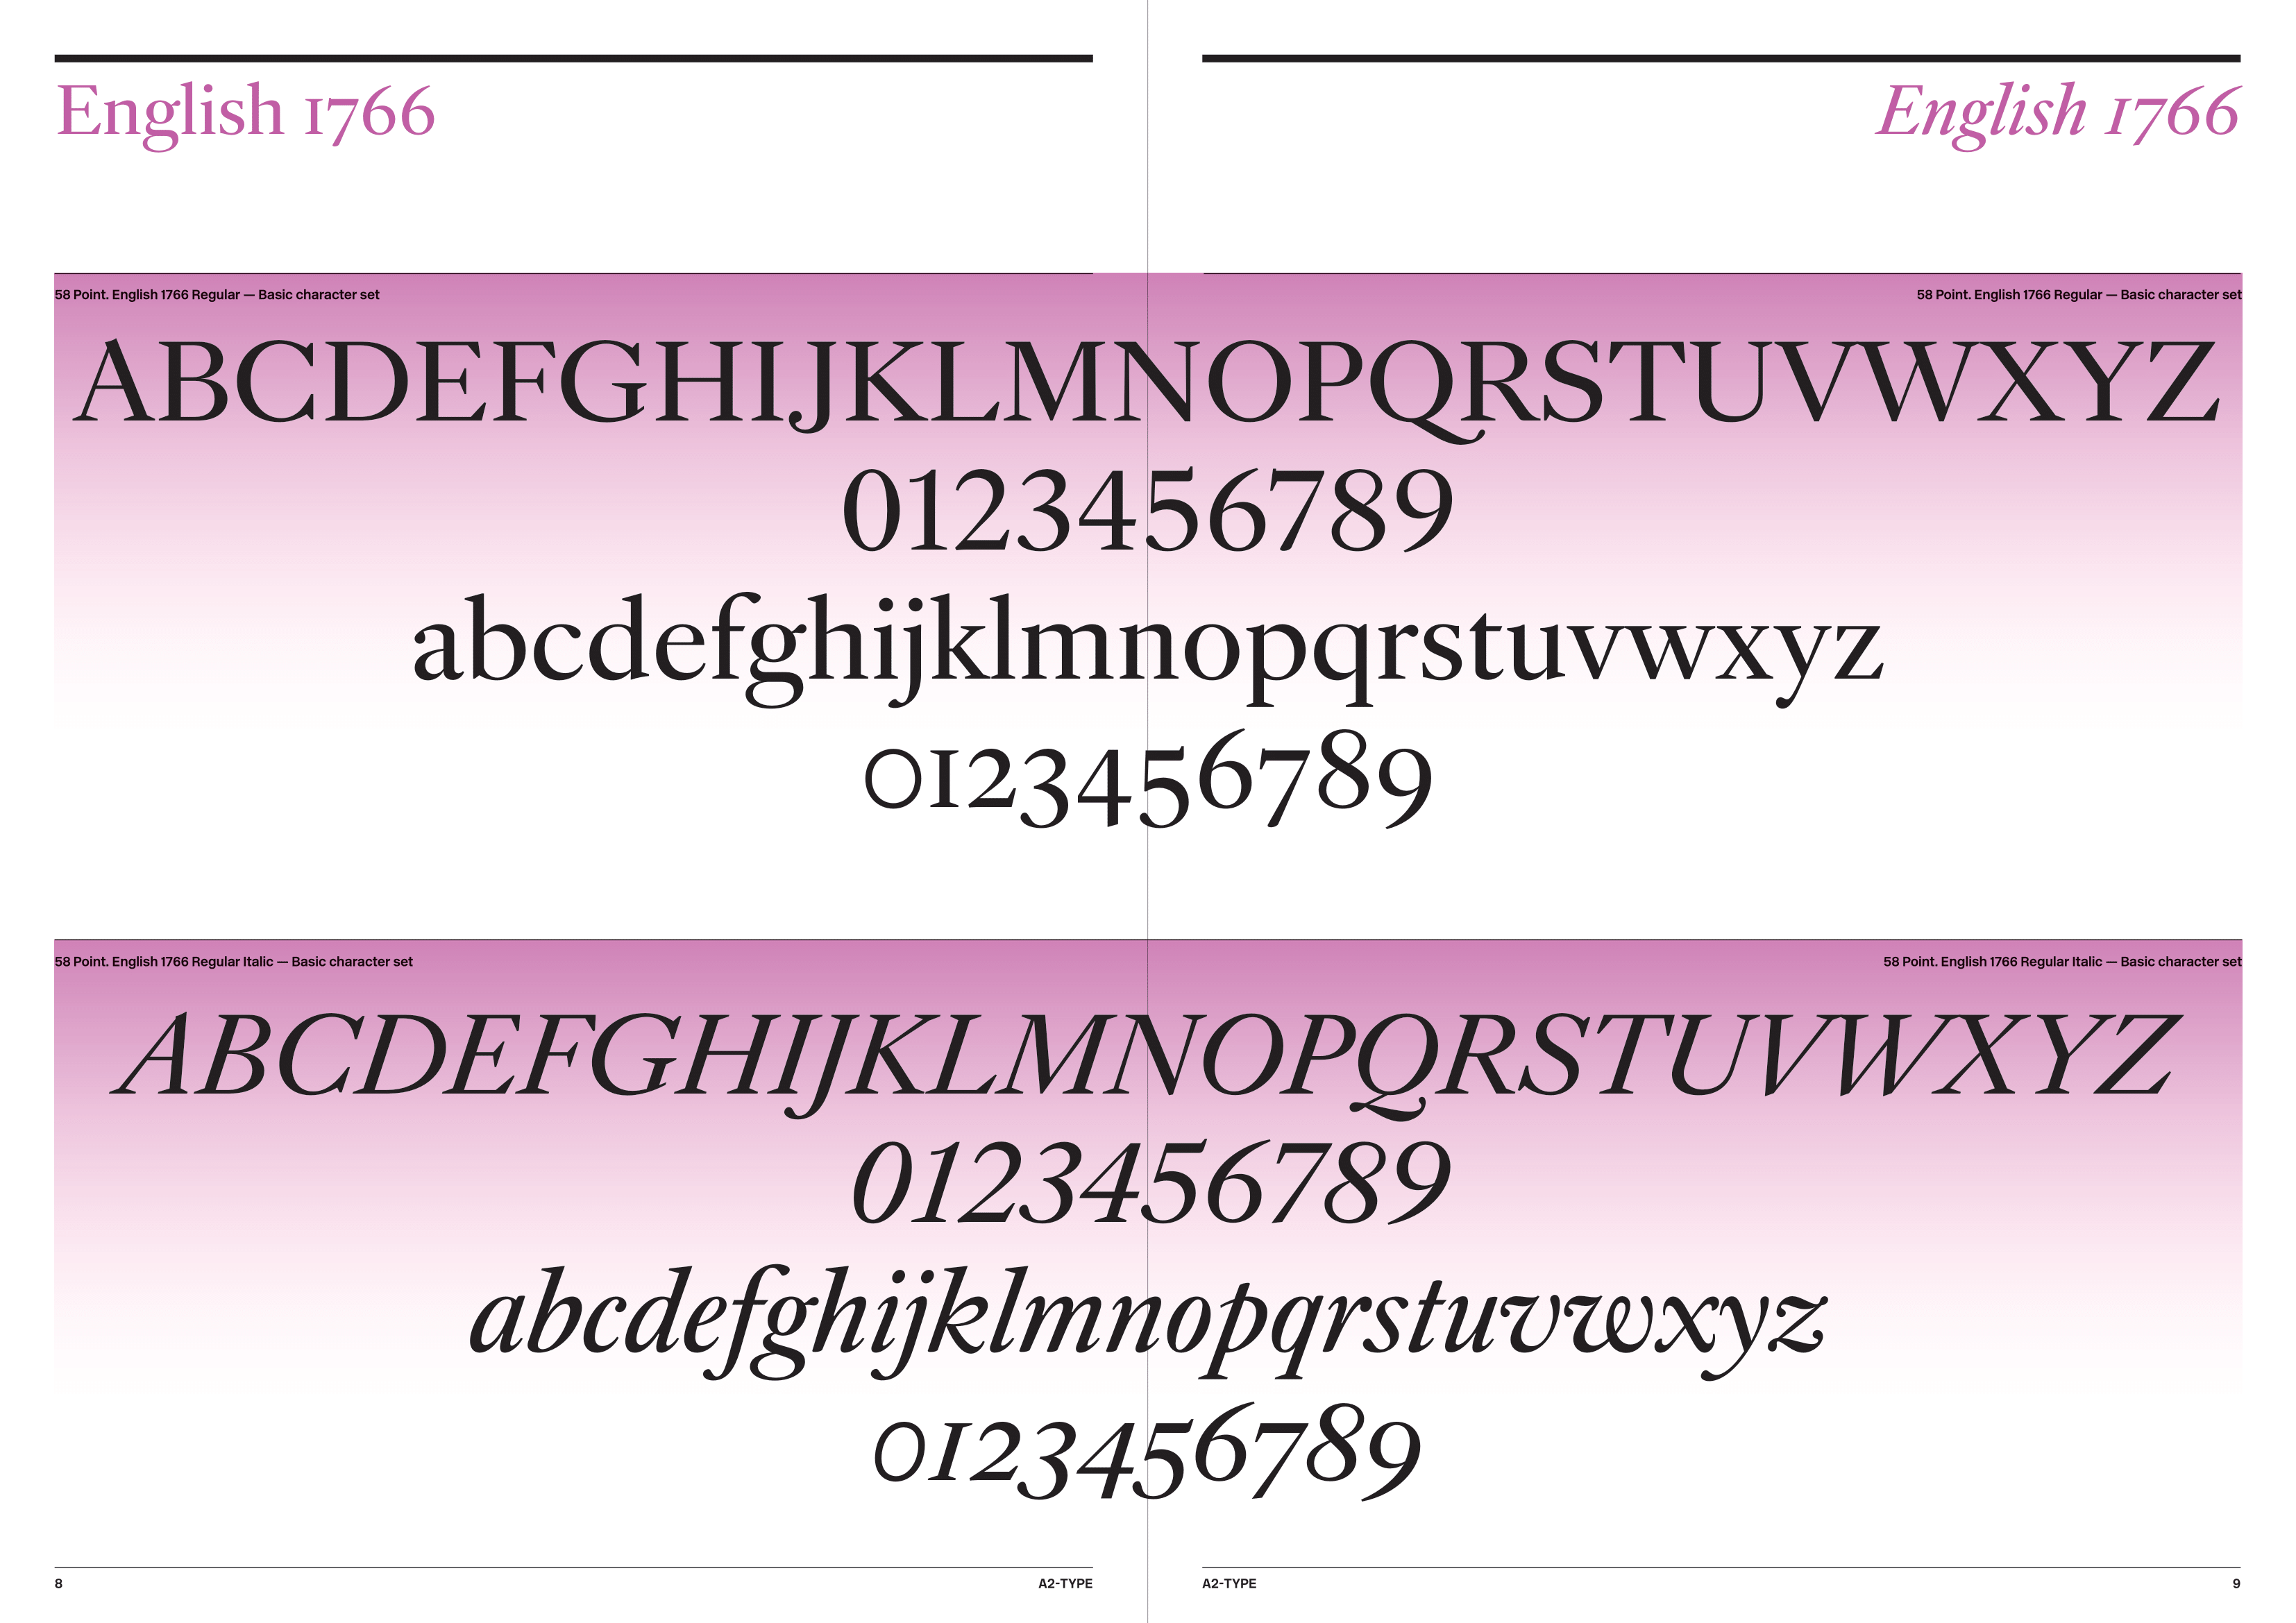 English 1766
English 1766
58 Point. English 1766 Regular — Basic character set
58 Point. English 1766 Regular — Basic character set
ABCDEFGHIJKLMNOPQRSTUVWXYZ
0123456789
abcdefghijklmnopqrstuvwxyz
0123456789
58 Point. English 1766 Regular Italic — Basic character set
58 Point. English 1766 Regular Italic — Basic character set
ABCDEFGHIJKLMNOPQRSTUVWXYZ
0123456789
abcdefghijklmnopqrstuvwxyz
0123456789
8
A2-TYPE
A2-TYPE
9